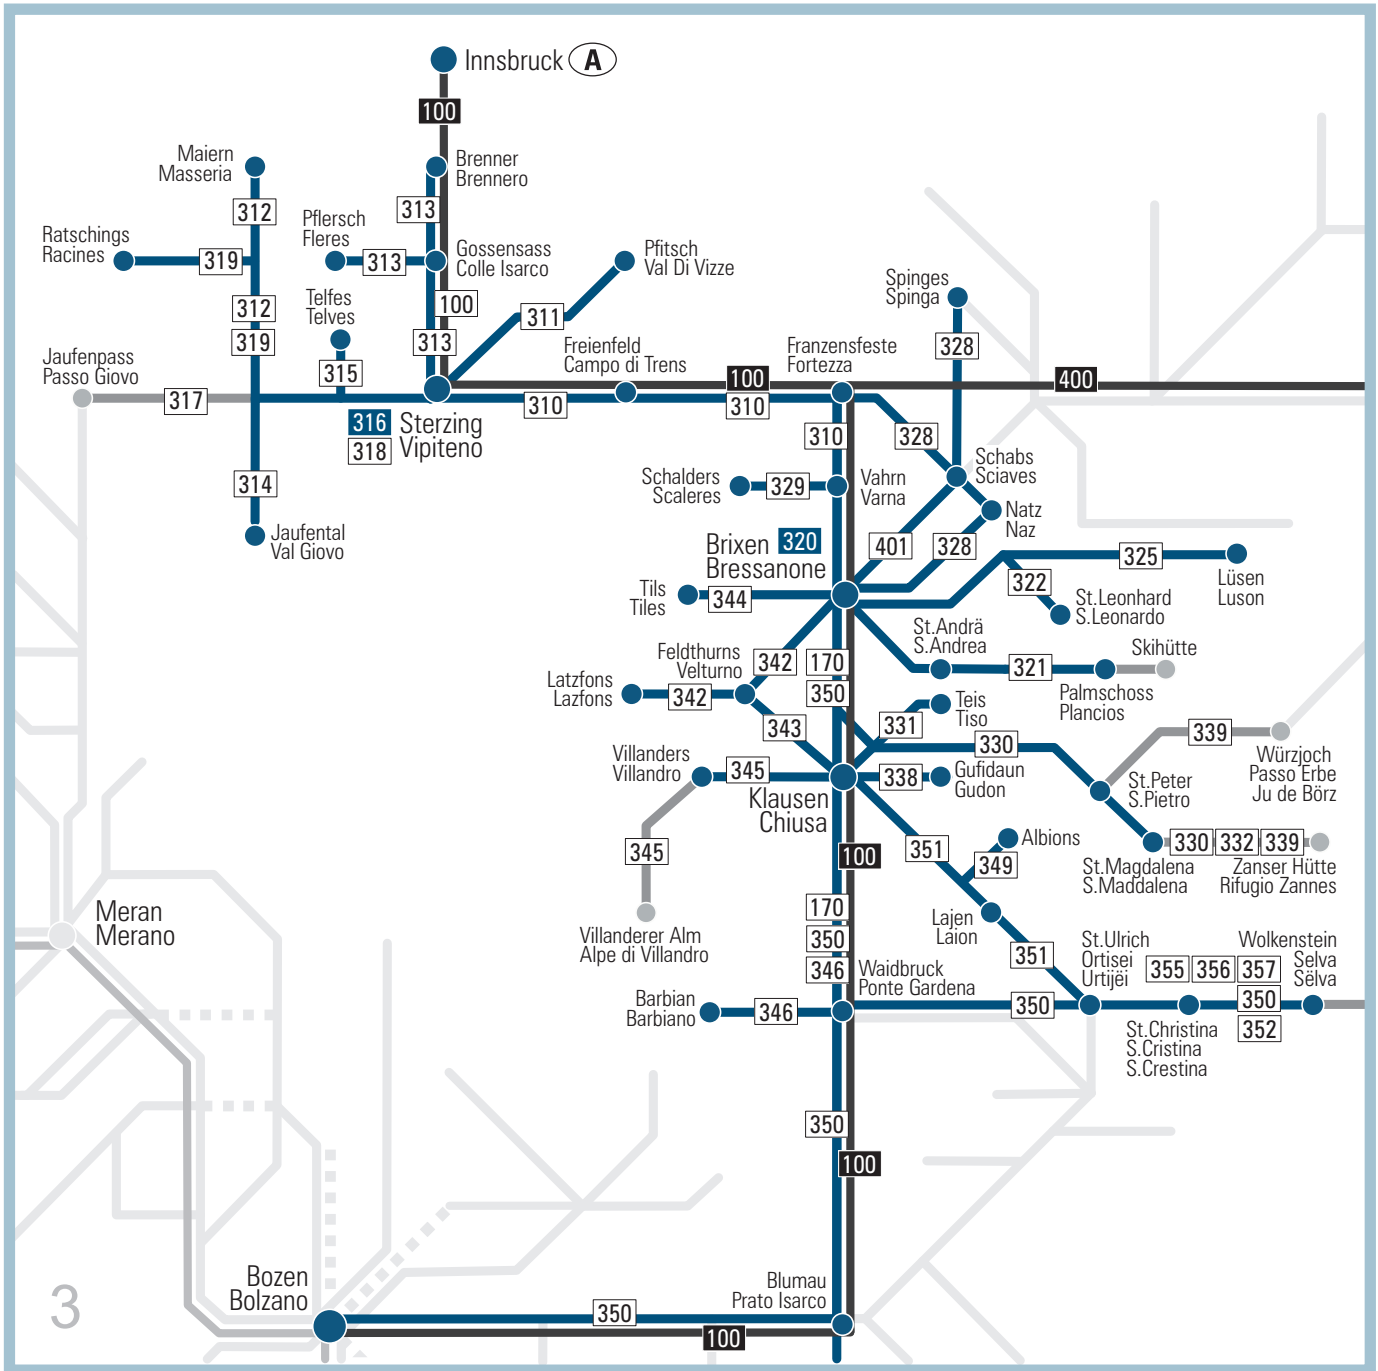 Innsbruck A
100
Maiern
Masseria
Brenner
Brennero
312
313
Pflersch
Fleres
Ratschings
Racines
319
313
Gossensass
Colle Isarco
Pfitsch
Val Di Vizze
Spinges
Spinga
312
Telfes
Telves
100
311
319
313
328
Jaufenpass
Passo Giovo
315
Freienfeld
Campo di Trens
Franzensfeste
Fortezza
100
400
317
310
310
316
318
Sterzing
Vipiteno
310
328
314
Schalders
Scaleres
329
Vahrn
Varna
Schabs
Sciaves
Jaufental
Val Giovo
Natz
Naz
Brixen 320
Bressanone
401
328
325
Lüsen
Luson
322
Tils
Tiles
344
St.Leonhard
S.Leonardo
St.Andrä
S.Andrea
Skihütte
321
Feldthurns
Velturno
342
170
350
Latzfons
Lazfons
342
Palmschoss
Plancios
Teis
Tiso
343
331
330
339
Würzjoch
Passo Erbe
Ju de Börz
Villanders
Villandro
345
338
Gufidaun
Gudon
St.Peter
S.Pietro
Klausen
Chiusa
345
100
351
Albions
349
330 332 339
St.Magdalena
S.Maddalena
Zanser Hütte
Rifugio Zannes
Meran
Merano
Villanderer Alm
Alpe di Villandro
170
350
346
Lajen
Laion
351
St.Ulrich
Ortisei
Urtijëi
Wolkenstein
Selva
Sëlva
355 356 357
350
352
Waidbruck
Ponte Gardena
Barbian
Barbiano
346
350
St.Christina
S.Cristina
S.Crestina
350
100
Bozen
Bolzano
Blumau
Prato Isarco
350
100
3